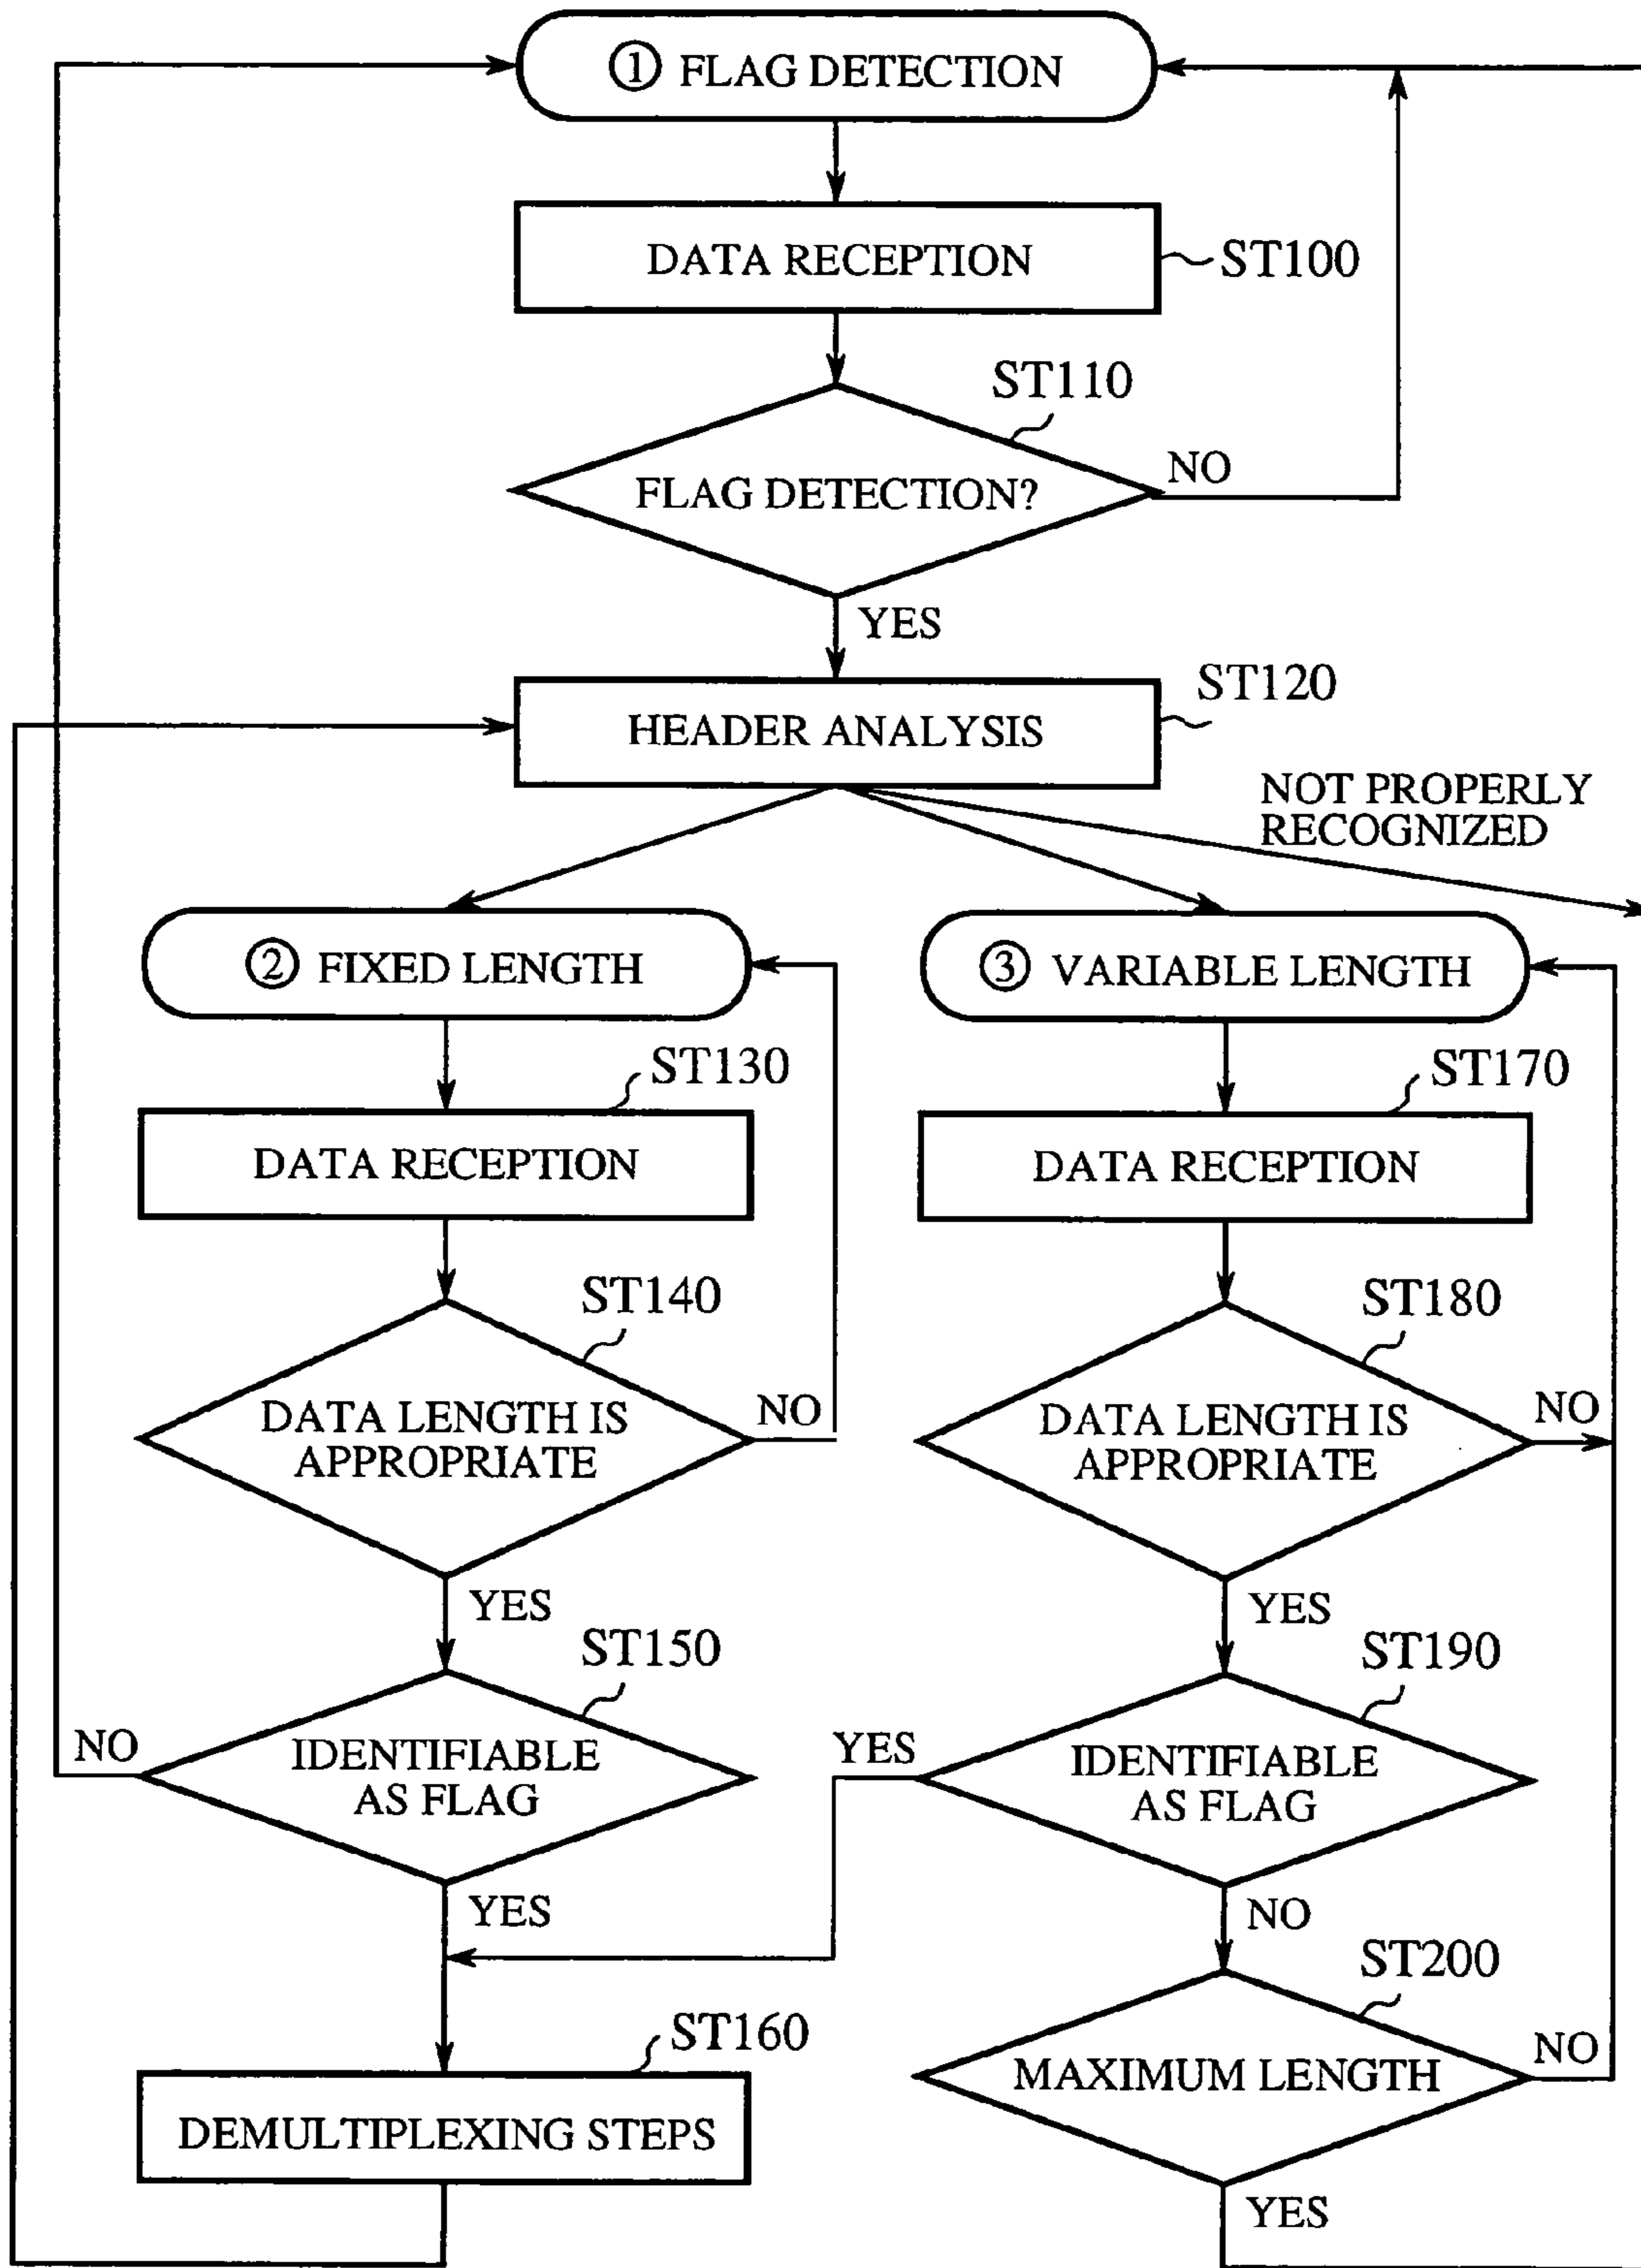 ① FLAG DETECTION
DATA RECEPTION
ST100
ST110
FLAG DETECTION?
NO
YES
ST120
HEADER ANALYSIS
NOT PROPERLY
RECOGNIZED
② FIXED LENGTH
③ VARIABLE LENGTH
ST130
ST170
DATA RECEPTION
DATA RECEPTION
ST140
ST180
DATA LENGTH IS
APPROPRIATE
NO
DATA LENGTH IS
APPROPRIATE
NO
YES
YES
ST150
ST190
NO
IDENTIFIABLE
AS FLAG
YES
IDENTIFIABLE
AS FLAG
YES
NO
ST200
ST160
MAXIMUM LENGTH
NO
DEMULTIPLEXING STEPS
YES